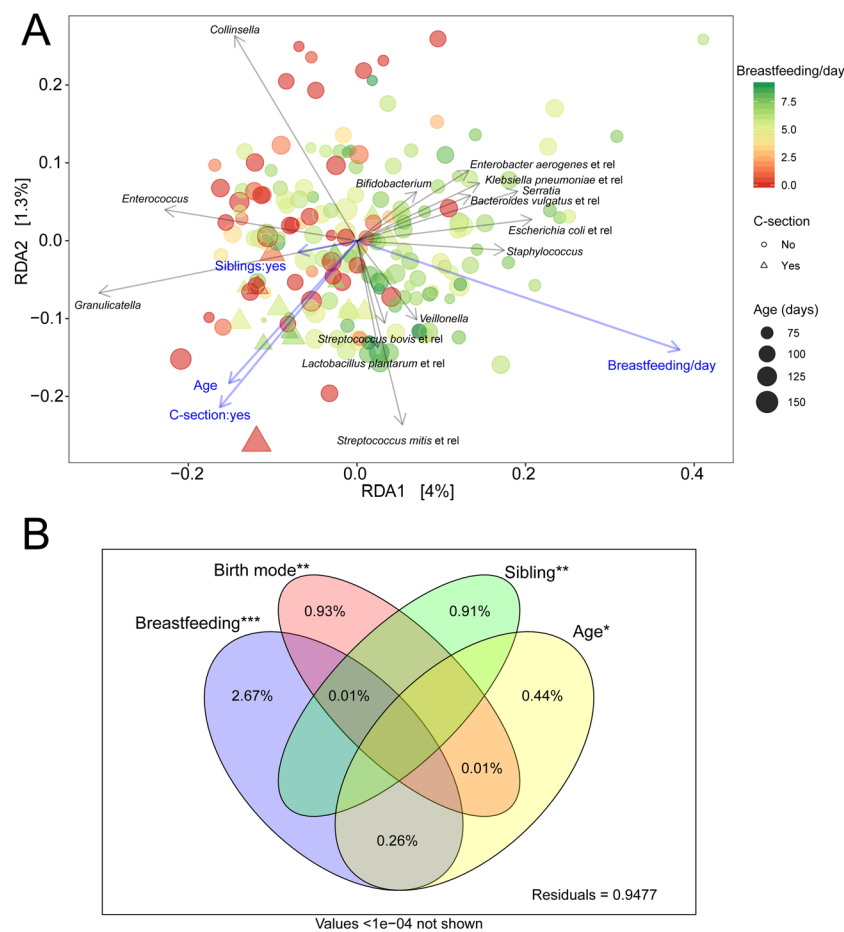 A
Collinsella
Enterobacter aerogenes et rel
Klebsiella pneumoniae et rel
Bifidobacterium
Serratia
Bacteroides vulgatus et rel
Enterococcus
Escherichia coli et rel
Staphylococcus
Siblings:yes
Granulicatella
Veillonella
Streptococcus bovis et rel
Lactobacillus plantarum et rel
Breastfeeding/day
Age
C-section:yes
Streptococcus mitis et rel
0.2
0.1
0.0
−0.1
−0.2
RDA2 [1.3%]
−0.2
0.0
0.2
0.4
RDA1 [4%]
Breastfeeding/day
7.5
5.0
2.5
0.0
C-section
No
Yes
Age (days)
75
100
125
150
B
Birth mode**
Sibling**
Breastfeeding***
Age*
0.93%
0.91%
2.67%
0.01%
0.44%
0.01%
0.26%
Residuals = 0.9477
Values <1e−04 not shown